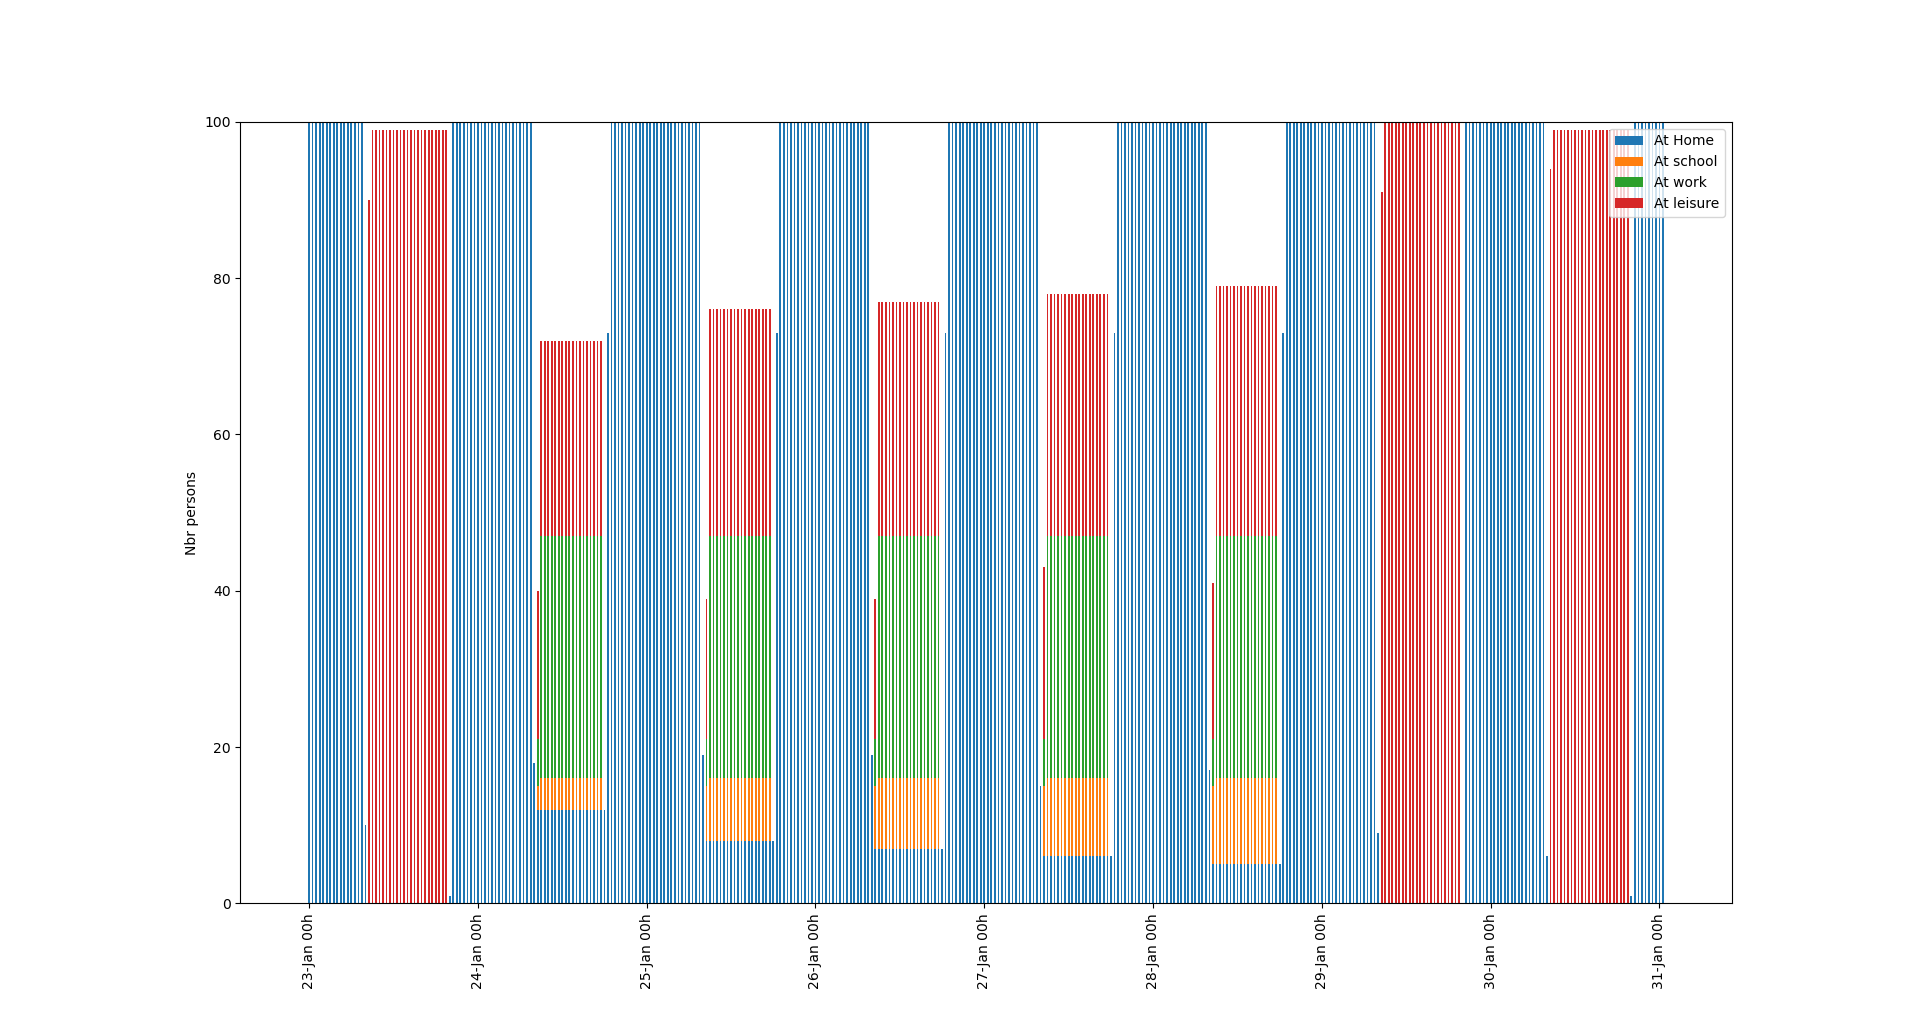 100
80
60
40
20
0
Nbr persons
At Home
At school
At work
At leisure
23-Jan 00h
24-Jan 00h
25-Jan 00h
26-Jan 00h
27-Jan 00h
28-Jan 00h
29-Jan 00h
30-Jan 00h
31-Jan 00h